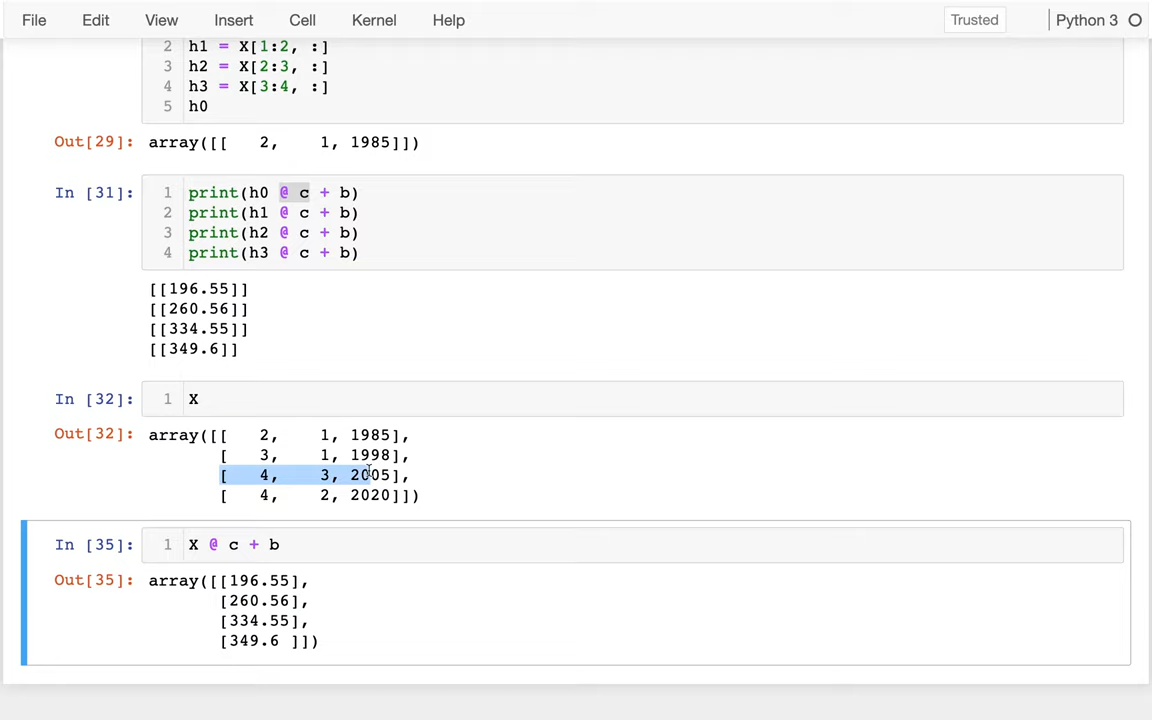 File Edit View Insert Cell Kernel Help Trusted Python 3
2 h1 = X[1:2, :]
3 h2 = X[2:3, :]
4 h3 = X[3:4, :]
5 h0
Out[29]: array([[   2,    1, 1985]])
In [31]: 1 print(h0 @ c + b)
2 print(h1 @ c + b)
3 print(h2 @ c + b)
4 print(h3 @ c + b)
[[196.55]]
[[260.56]]
[[334.55]]
[[349.6]]
In [32]: 1 X
Out[32]: array([[   2,    1, 1985],
[   3,    1, 1998],
[   4,    3, 2005],
[   4,    2, 2020]])
In [35]: 1 X @ c + b
Out[35]: array([[196.55],
[260.56],
[334.55],
[349.6 ]])